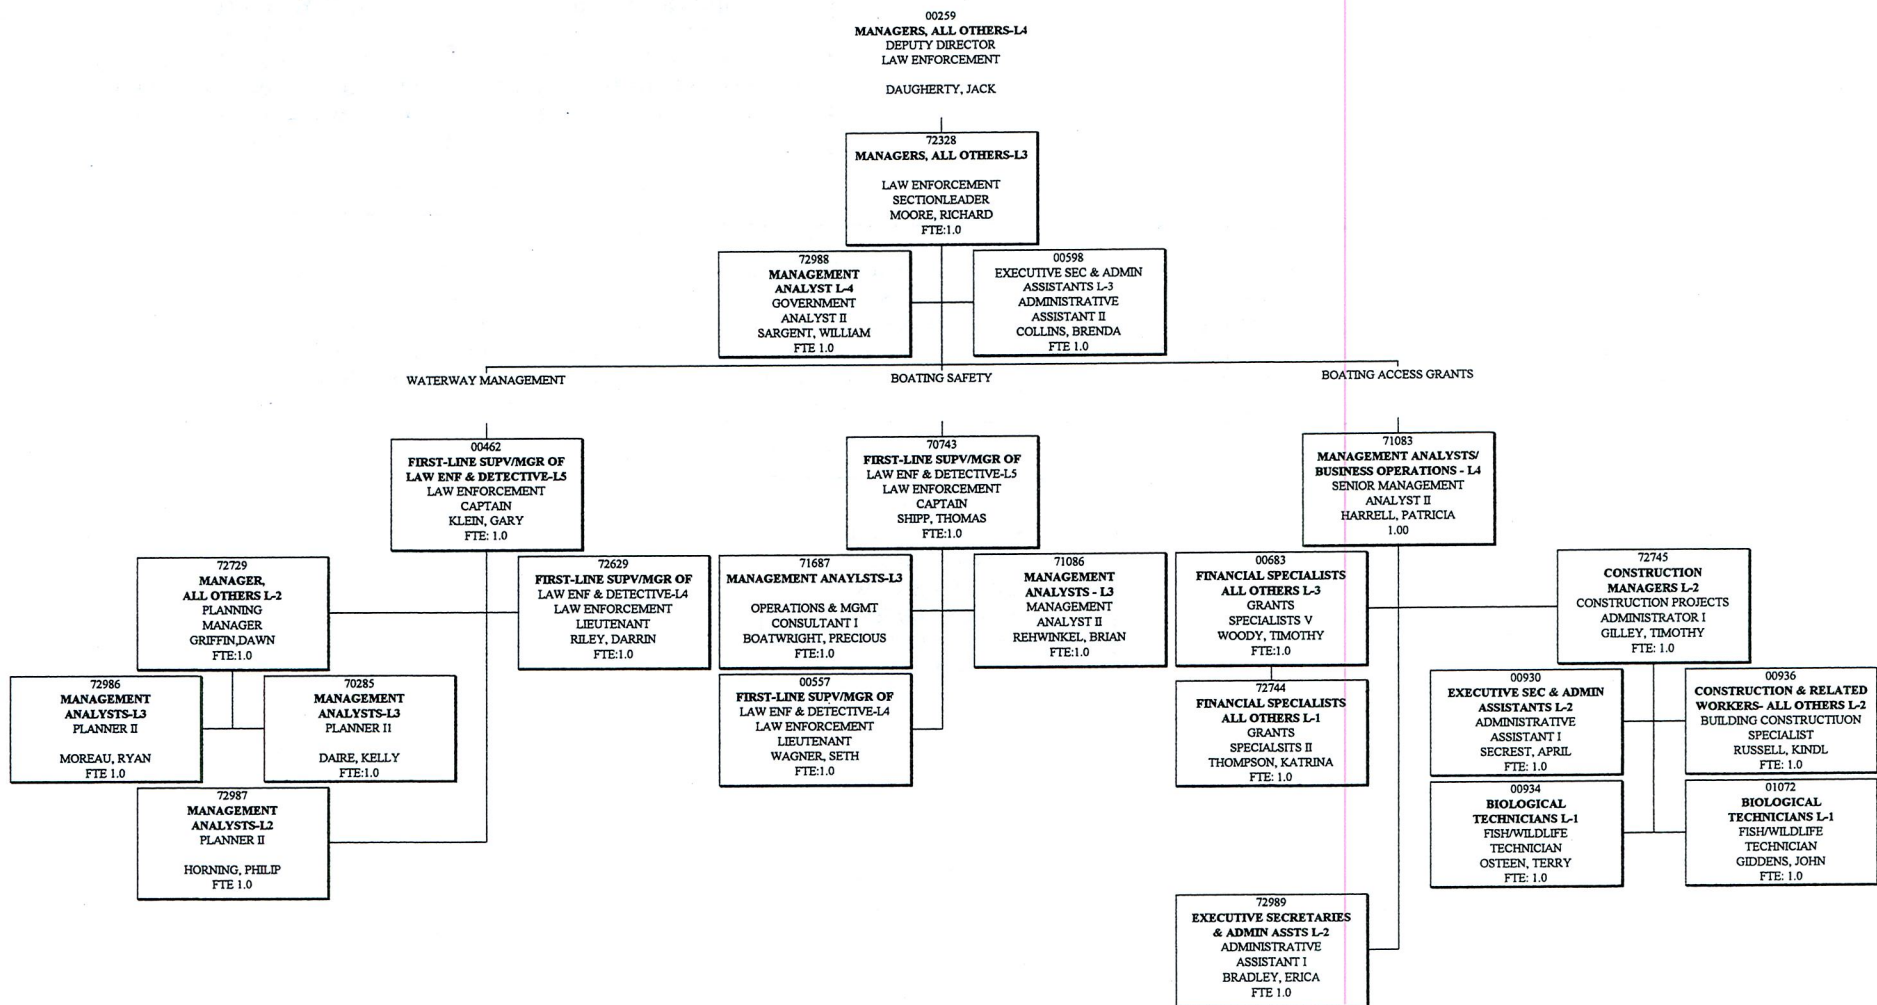 00259
MANAGERS, ALL OTHERS-L4
DEPUTY DIRECTOR
LAW ENFORCEMENT
DAUGHERTY, JACK
72328
MANAGERS, ALL OTHERS-L3
LAW ENFORCEMENT
SECTIONLEADER
MOORE, RICHARD
FTE:1.0
72988
MANAGEMENT
ANALYST L-4
GOVERNMENT
ANALYST II
SARGENT, WILLIAM
FTE 1.0
00598
EXECUTIVE SEC & ADMIN
ASSISTANTS L-3
ADMINISTRATIVE
ASSISTANT II
COLLINS, BRENDA
FTE 1.0
WATERWAY MANAGEMENT
BOATING SAFETY
BOATING ACCESS GRANTS
00462
FIRST-LINE SUPV/MGR OF
LAW ENF & DETECTIVE-L5
LAW ENFORCEMENT
CAPTAIN
KLEIN, GARY
FTE: 1.0
70743
FIRST-LINE SUPV/MGR OF
LAW ENF & DETECTIVE-L5
LAW ENFORCEMENT
CAPTAIN
SHIPP, THOMAS
FTE:1.0
71083
MANAGEMENT ANALYSTS/
BUSINESS OPERATIONS - L4
SENIOR MANAGEMENT
ANALYST II
HARRELL, PATRICIA
1.00
72729
MANAGER,
ALL OTHERS L-2
PLANNING
MANAGER
GRIFFIN,DAWN
FTE:1.0
72629
FIRST-LINE SUPV/MGR OF
LAW ENF & DETECTIVE-L4
LAW ENFORCEMENT
LIEUTENANT
RILEY, DARRIN
FTE:1.0
71687
MANAGEMENT ANAYLSTS-L3
OPERATIONS & MGMT
CONSULTANT I
BOATWRIGHT, PRECIOUS
FTE:1.0
71086
MANAGEMENT
ANALYSTS - L3
MANAGEMENT
ANALYST II
REHWINKEL, BRIAN
FTE:1.0
00683
FINANCIAL SPECIALISTS
ALL OTHERS L-3
GRANTS
SPECIALISTS V
WOODY, TIMOTHY
FTE:1.0
72745
CONSTRUCTION
MANAGERS L-2
CONSTRUCTION PROJECTS
ADMINISTRATOR I
GILLEY, TIMOTHY
FTE: 1.0
72986
MANAGEMENT
ANALYSTS-L3
PLANNER II
MOREAU, RYAN
FTE 1.0
70285
MANAGEMENT
ANALYSTS-L3
PLANNER II
DAIRE, KELLY
FTE:1.0
00557
FIRST-LINE SUPV/MGR OF
LAW ENF & DETECTIVE-L4
LAW ENFORCEMENT
LIEUTENANT
WAGNER, SETH
FTE:1.0
72744
FINANCIAL SPECIALISTS
ALL OTHERS L-1
GRANTS
SPECIALSITS II
THOMPSON, KATRINA
FTE: 1.0
00930
EXECUTIVE SEC & ADMIN
ASSISTANTS L-2
ADMINISTRATIVE
ASSISTANT I
SECREST, APRIL
FTE: 1.0
00936
CONSTRUCTION & RELATED
WORKERS- ALL OTHERS L-2
BUILDING CONSTRUCTIUON
SPECIALIST
RUSSELL, KINDL
FTE: 1.0
72987
MANAGEMENT
ANALYSTS-L2
PLANNER II
HORNING, PHILIP
FTE 1.0
00934
BIOLOGICAL
TECHNICIANS L-1
FISH/WILDLIFE
TECHNICIAN
OSTEEN, TERRY
FTE: 1.0
01072
BIOLOGICAL
TECHNICIANS L-1
FISH/WILDLIFE
TECHNICIAN
GIDDENS, JOHN
FTE: 1.0
72989
EXECUTIVE SECRETARIES
& ADMIN ASSTS L-2
ADMINISTRATIVE
ASSISTANT I
BRADLEY, ERICA
FTE 1.0